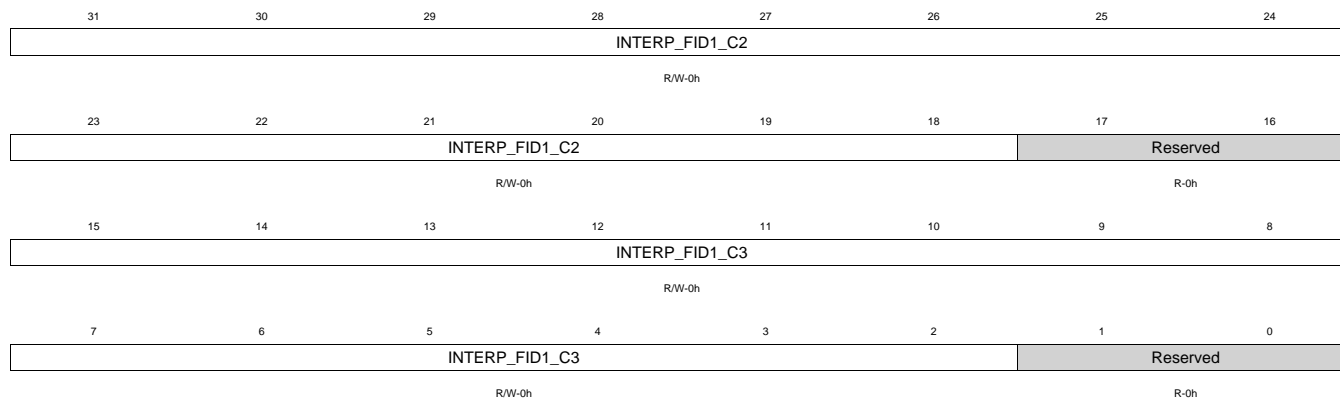 31 30 29 28 27 26 25 24
INTERP_FID1_C2
R/W-0h
23 22 21 20 19 18 17 16
INTERP_FID1_C2 Reserved
R/W-0h R-0h
15 14 13 12 11 10 9 8
INTERP_FID1_C3
R/W-0h
7 6 5 4 3 2 1 0
INTERP_FID1_C3 Reserved
R/W-0h R-0h